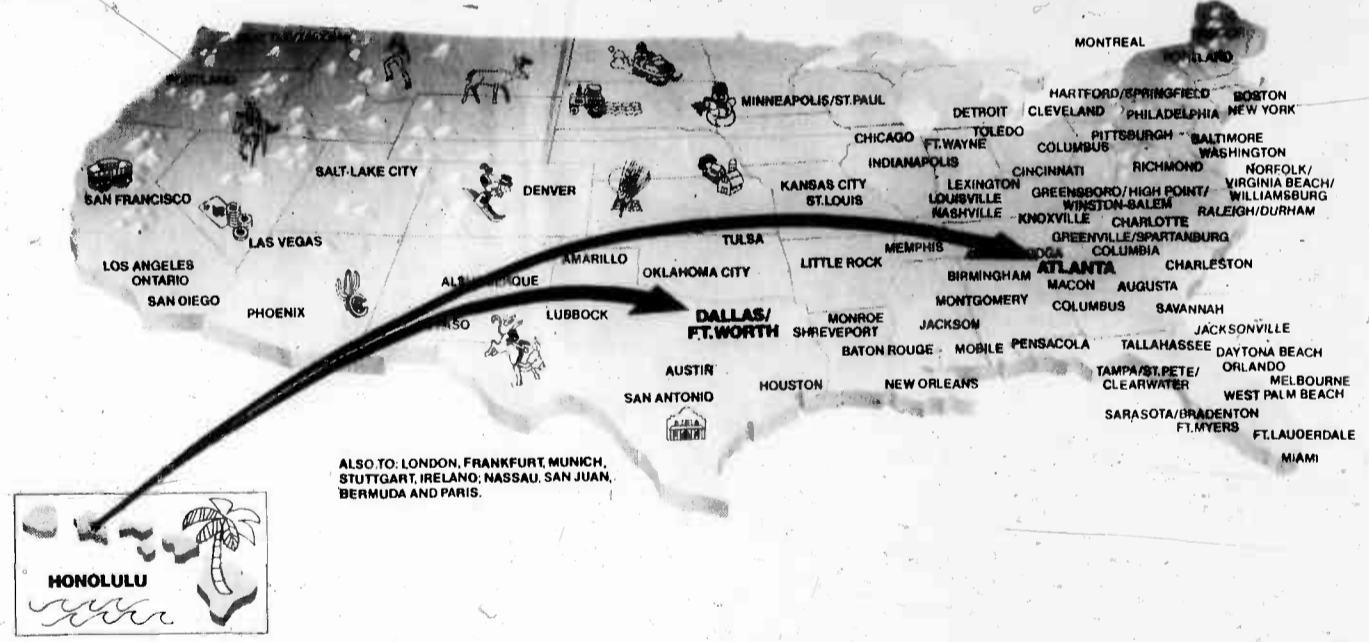 MONTREAL
PORTLAND
PORTLAND
MINNEAPOLIS/ST.PAUL
HARTFORD/SPRINGFIELD
BOSTON
DETROIT
CLEVELAND
PHILADELPHIA
NEW YORK
CHICAGO
TOLEDO
FT.WAYNE
PITTSBURGH
COLUMBUS
BALTIMORE
WASHINGTON
INDIANAPOLIS
CINCINNATI
RICHMOND
SALT LAKE CITY
NORFOLK/
VIRGINIA BEACH/
WILLIAMSBURG
DENVER
KANSAS CITY
ST.LOUIS
LEXINGTON
LOUISVILLE
NASHVILLE
GREENSBORO/HIGH POINT/
WINSTON-SALEM
RALEIGH/DURHAM
SAN FRANCISCO
KNOXVILLE
CHARLOTTE
LAS VEGAS
TULSA
MEMPHIS
GREENVILLE/SPARTANBURG
COLUMBIA
LOS ANGELES
ONTARIO
AMARILLO
OKLAHOMA CITY
LITTLE ROCK
BIRMINGHAM
ATLANTA
CHARLESTON
MACON
AUGUSTA
SAN DIEGO
PHOENIX
LUBBOCK
DALLAS/
FT.WORTH
MONROE
SHREVEPORT
MONTGOMERY
COLUMBUS
SAVANNAH
JACKSON
JACKSONVILLE
BATON ROUGE
MOBILE
PENSACOLA
TALLAHASSEE
DAYTONA BEACH
ORLANDO
AUSTIN
HOUSTON
NEW ORLEANS
TAMPA/ST.PETE/
CLEARWATER
MELBOURNE
WEST PALM BEACH
SAN ANTONIO
SARASOTA/BRADENTON
FT.MYERS
FT.LAUDERDALE
MIAMI
ALSO TO: LONDON, FRANKFURT, MUNICH,
STUTTGART, IRELAND, NASSAU, SAN JUAN,
BERMUDA AND PARIS.
HONOLULU